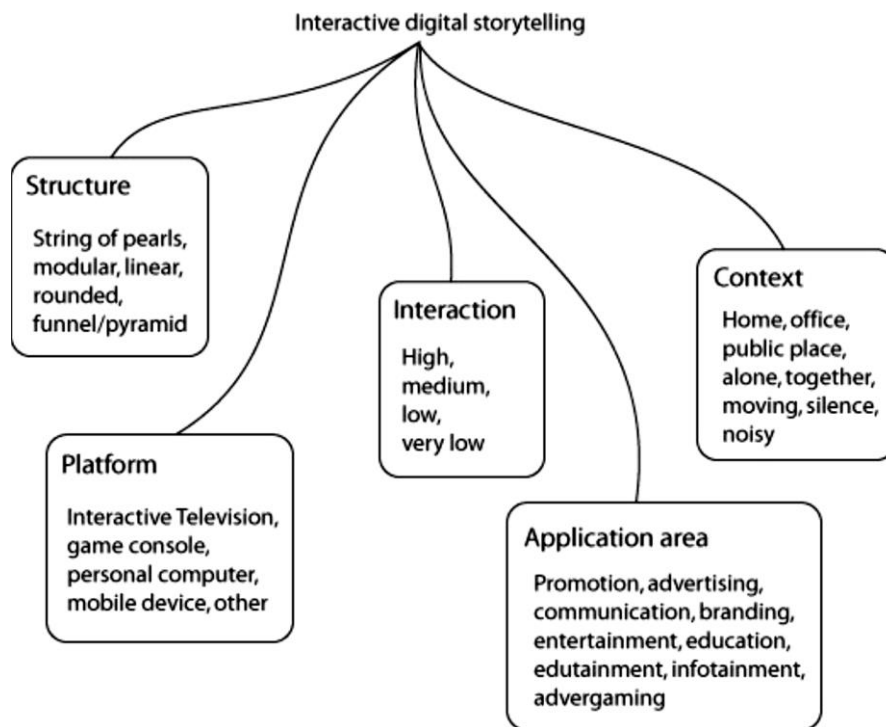 Interactive digital storytelling
Structure
String of pearls,
modular, linear,
rounded,
funnel/pyramid
Platform
Interactive Television,
game console,
personal computer,
mobile device, other
Interaction
High,
medium,
low,
very low
Application area
Promotion, advertising,
communication, branding,
entertainment, education,
edutainment, infotainment,
advergaming
Context
Home, office,
public place,
alone, together,
moving, silence,
noisy